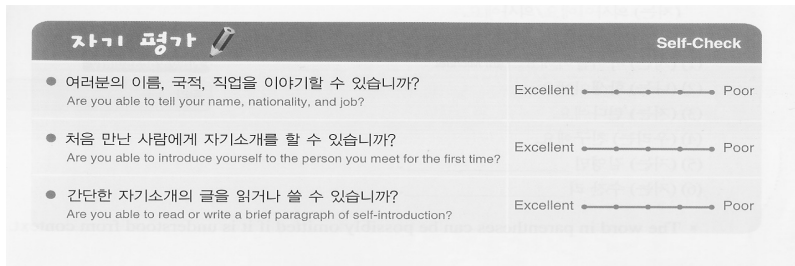 자기 평가
Self-Check
여러분의 이름, 국적, 직업을 이야기할 수 있습니까?
Are you able to tell your name, nationality, and job?
Excellent Poor
처음 만난 사람에게 자기소개를 할 수 있습니까?
Are you able to introduce yourself to the person you meet for the first time?
Excellent Poor
간단한 자기소개의 글을 읽거나 쓸 수 있습니까?
Are you able to read or write a brief paragraph of self-introduction?
Excellent Poor